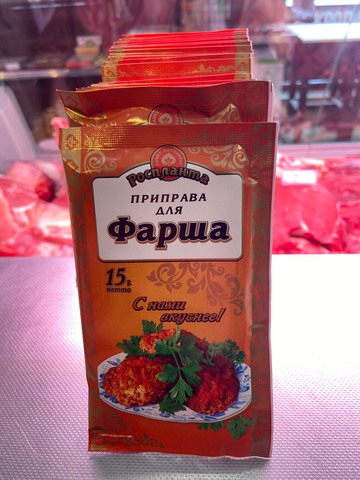 Роспланта
ПРИПРАВА
ДЛЯ
Фарша
15г.
нетто
С нами
вкуснее!